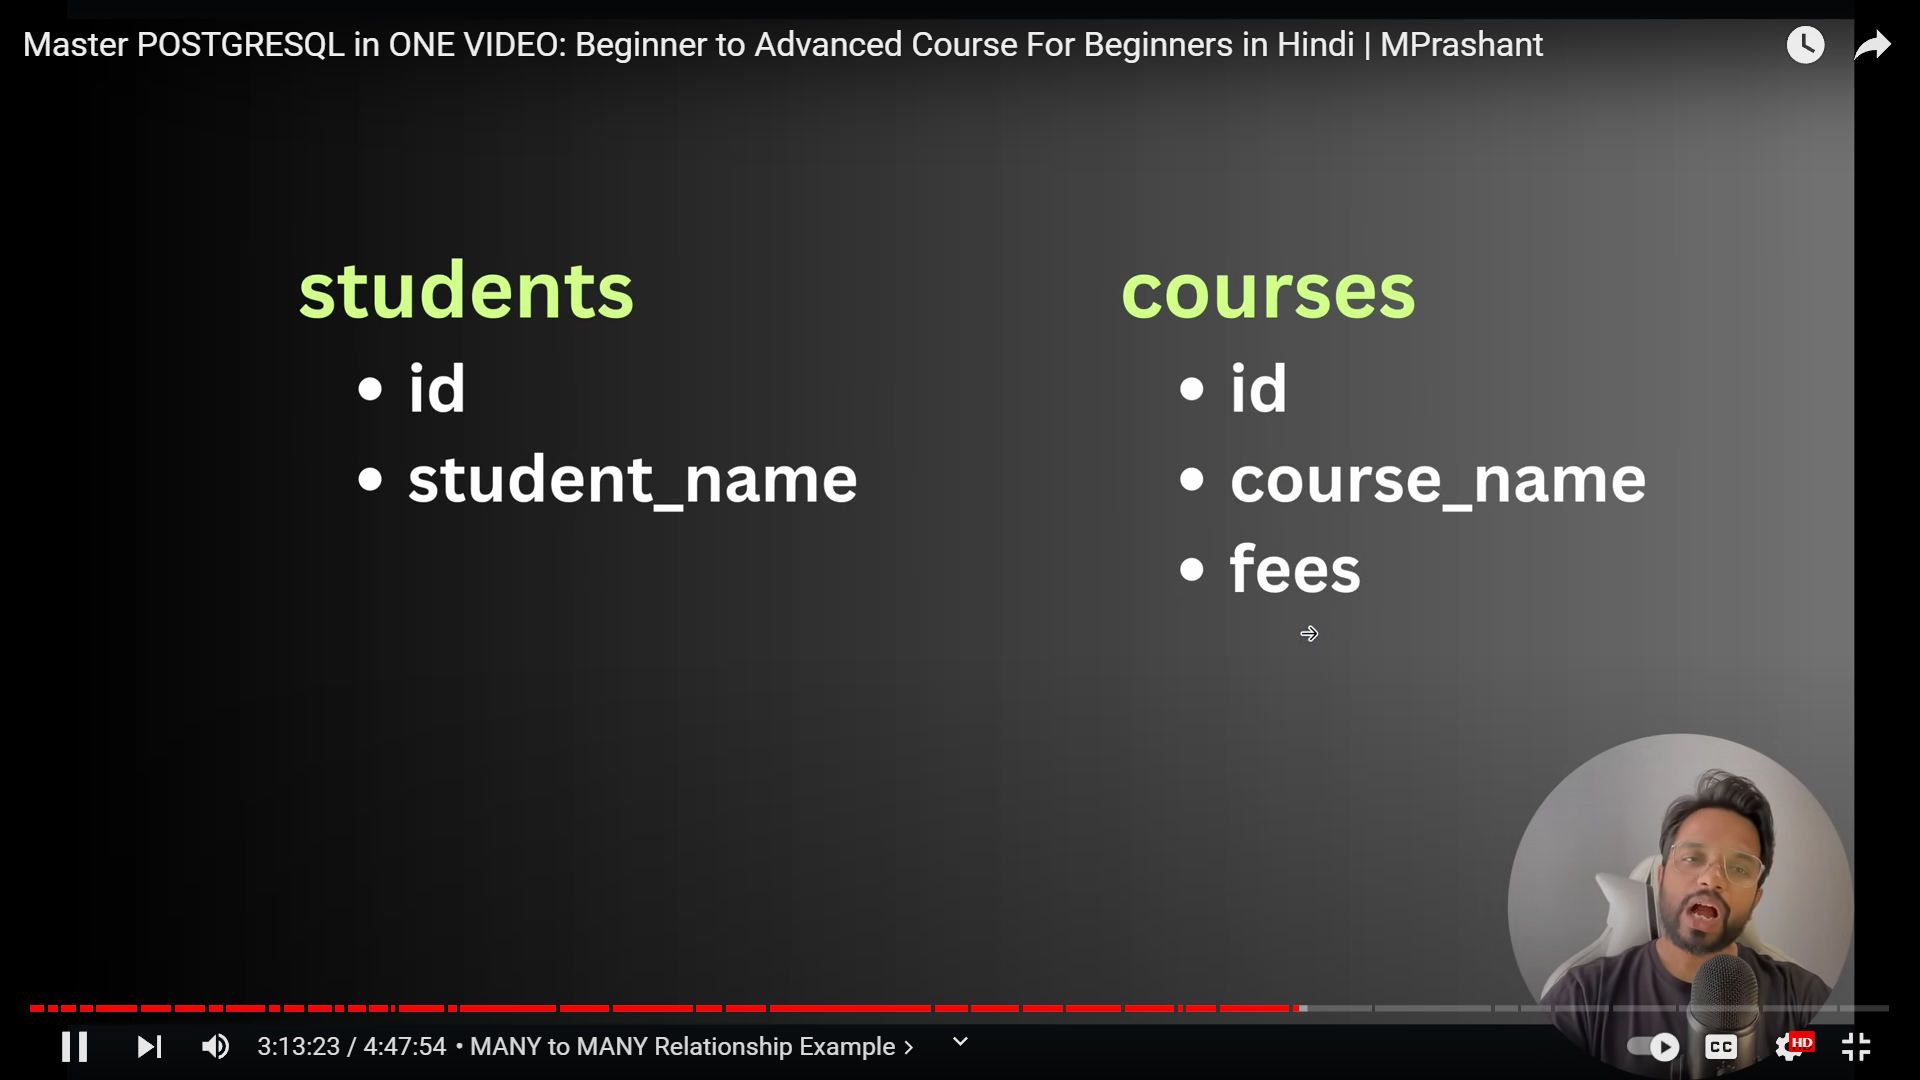 Master POSTGRESQL in ONE VIDEO: Beginner to Advanced Course For Beginners in Hindi | MPrashant
students
• id
• student_name
courses
• id
• course_name
• fees
3:13:23 / 4:47:54 • MANY to MANY Relationship Example
CC
HD